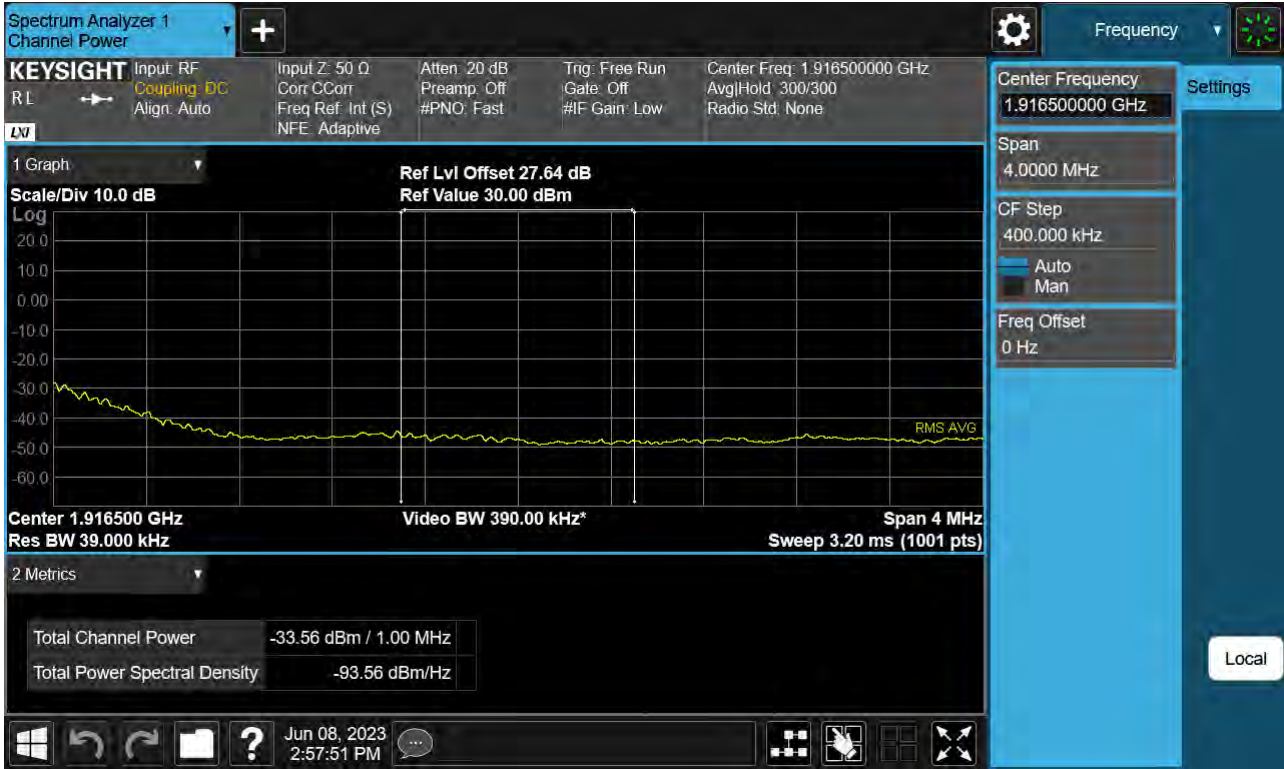 Spectrum Analyzer 1
Channel Power
Frequency
KEYSIGHT
R L
LXI
Input: RF
Coupling: DC
Align: Auto
Input Z: 50 Ω
Corr CCorr
Freq Ref: Int (S)
NFE: Adaptive
Atten: 20 dB
Preamp: Off
#PNO: Fast
Trig: Free Run
Gate: Off
#IF Gain: Low
Center Freq: 1.916500000 GHz
Avg|Hold: 300/300
Radio Std: None
1 Graph
Scale/Div 10.0 dB
Ref Lvl Offset 27.64 dB
Ref Value 30.00 dBm
Log
20.0
10.0
0.00
-10.0
-20.0
-30.0
-40.0
-50.0
-60.0
RMS AVG
Center 1.916500 GHz
Res BW 39.000 kHz
Video BW 390.00 kHz*
Span 4 MHz
Sweep 3.20 ms (1001 pts)
2 Metrics
Total Channel Power -33.56 dBm / 1.00 MHz
Total Power Spectral Density -93.56 dBm/Hz
Center Frequency
1.916500000 GHz
Span
4.0000 MHz
CF Step
400.000 kHz
Auto
Man
Freq Offset
0 Hz
Settings
Local
?
Jun 08, 2023
2:57:51 PM